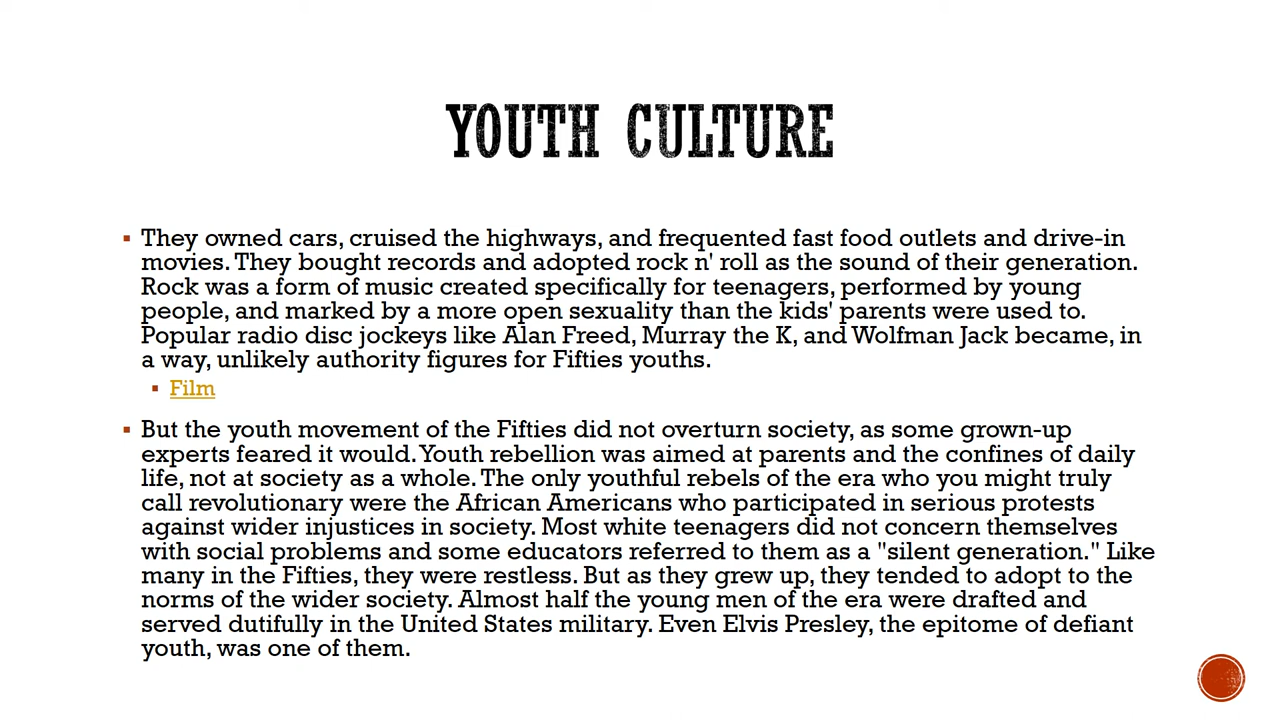 YOUTH CULTURE
▪ They owned cars, cruised the highways, and frequented fast food outlets and drive-in
movies. They bought records and adopted rock n' roll as the sound of their generation.
Rock was a form of music created specifically for teenagers, performed by young
people, and marked by a more open sexuality than the kids' parents were used to.
Popular radio disc jockeys like Alan Freed, Murray the K, and Wolfman Jack became, in
a way, unlikely authority figures for Fifties youths.
▪ Film
▪ But the youth movement of the Fifties did not overturn society, as some grown-up
experts feared it would. Youth rebellion was aimed at parents and the confines of daily
life, not at society as a whole. The only youthful rebels of the era who you might truly
call revolutionary were the African Americans who participated in serious protests
against wider injustices in society. Most white teenagers did not concern themselves
with social problems and some educators referred to them as a "silent generation." Like
many in the Fifties, they were restless. But as they grew up, they tended to adopt to the
norms of the wider society. Almost half the young men of the era were drafted and
served dutifully in the United States military. Even Elvis Presley, the epitome of defiant
youth, was one of them.